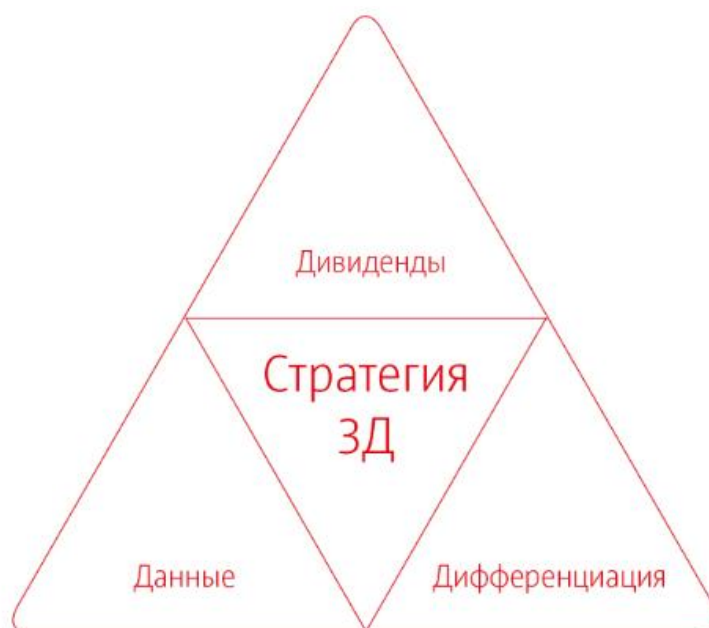 Дивиденды
Стратегия
3Д
Данные
Дифференциация